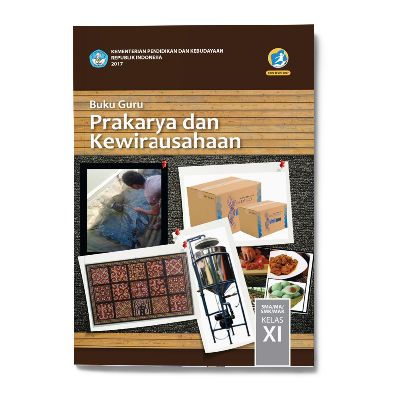 KEMENTERIAN PENDIDIKAN DAN KEBUDAYAAN
REPUBLIK INDONESIA
2017
Buku Guru
Prakarya dan
Kewirausahaan
SMA/MA/
SMK/MAK
KELAS
XI